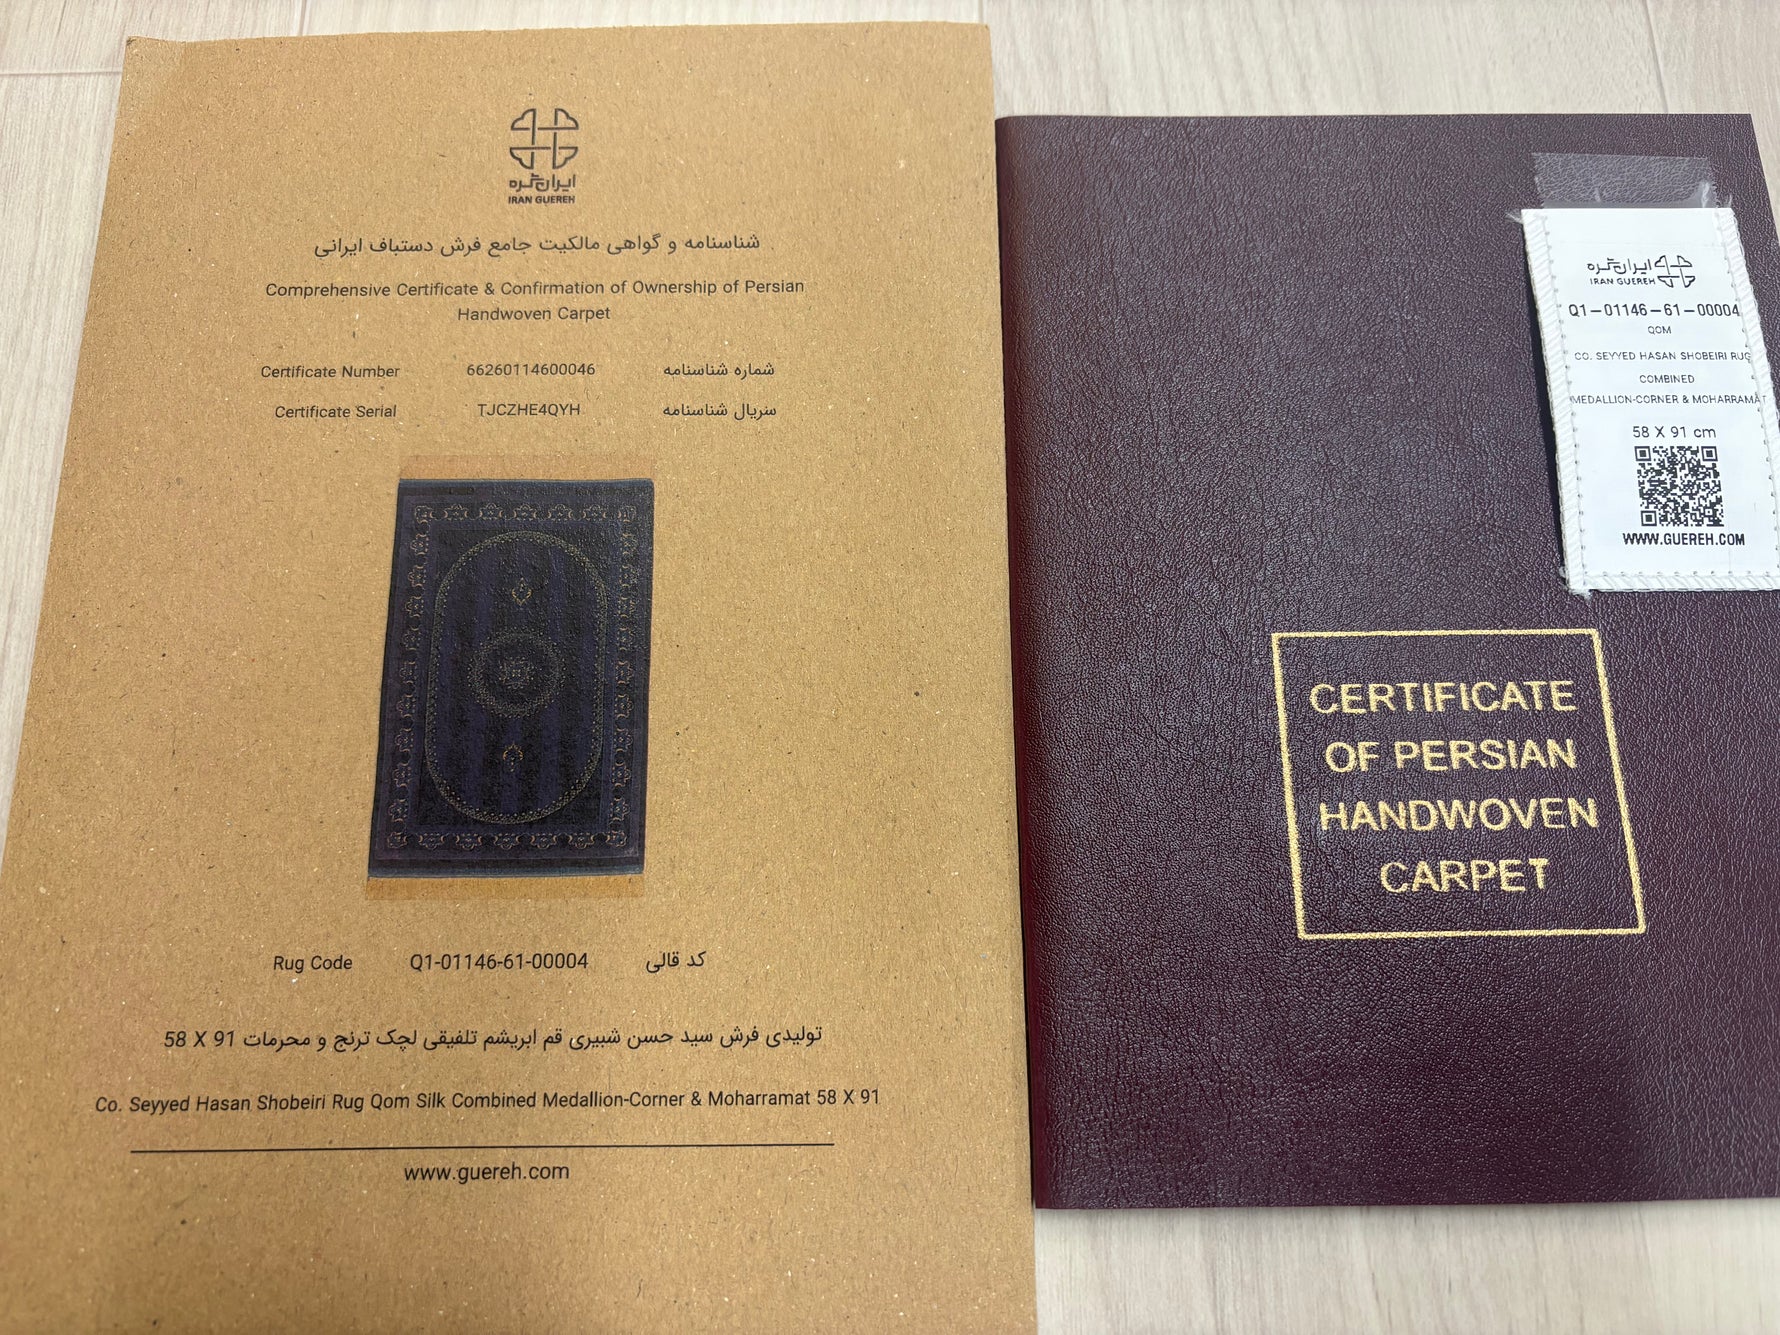 ایران گره
IRAN GUEREH
شناسنامه و گواهی مالکیت جامع فرش دستباف ایرانی
Comprehensive Certificate & Confirmation of Ownership of Persian
Handwoven Carpet
Certificate Number 66260114600046 شماره شناسنامه
Certificate Serial TJCZHE4QYH سریال شناسنامه
Rug Code Q1-01146-61-00004 کد قالی
تولیدی فرش سید حسن شبیری قم ابریشم تلفیقی لچک ترنج و محرمات 91 X 58
Co. Seyyed Hasan Shobeiri Rug Qom Silk Combined Medallion-Corner & Moharramat 58 X 91
www.guereh.com
ایران گره
IRAN GUEREH
Q1-01146-61-00004
QOM
CO. SEYYED HASAN SHOBEIRI RUG
COMBINED
MEDALLION-CORNER & MOHARRAMAT
58 X 91 cm
WWW.GUEREH.COM
CERTIFICATE
OF PERSIAN
HANDWOVEN
CARPET